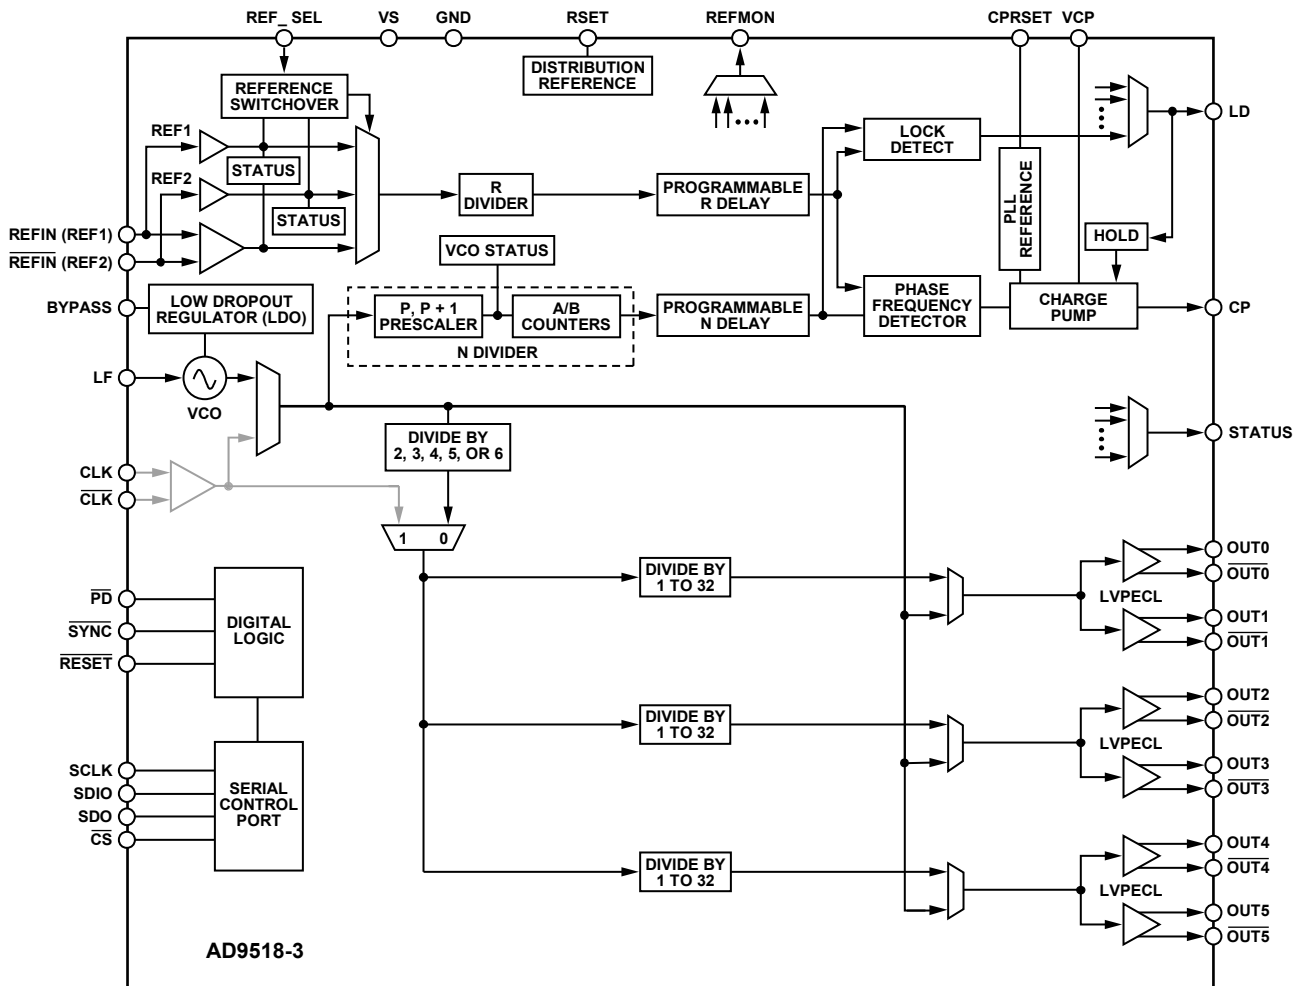 REF_ SEL
VS
GND
RSET
REFMON
CPRSET
VCP
DISTRIBUTION
REFERENCE
REFERENCE
SWITCHOVER
REF1
STATUS
REF2
STATUS
R
DIVIDER
PROGRAMMABLE
R DELAY
LOCK
DETECT
LD
PLL
REFERENCE
HOLD
REFIN (REF1)
REFIN (REF2)
BYPASS
LOW DROPOUT
REGULATOR (LDO)
VCO STATUS
P, P + 1
PRESCALER
A/B
COUNTERS
N DIVIDER
PROGRAMMABLE
N DELAY
PHASE
FREQUENCY
DETECTOR
CHARGE
PUMP
CP
LF
VCO
STATUS
DIVIDE BY
2, 3, 4, 5, OR 6
CLK
CLK
1 0
DIVIDE BY
1 TO 32
LVPECL
OUT0
OUT0
OUT1
OUT1
PD
SYNC
RESET
DIGITAL
LOGIC
DIVIDE BY
1 TO 32
LVPECL
OUT2
OUT2
OUT3
OUT3
SCLK
SDIO
SDO
CS
SERIAL
CONTROL
PORT
DIVIDE BY
1 TO 32
LVPECL
OUT4
OUT4
OUT5
OUT5
AD9518-3